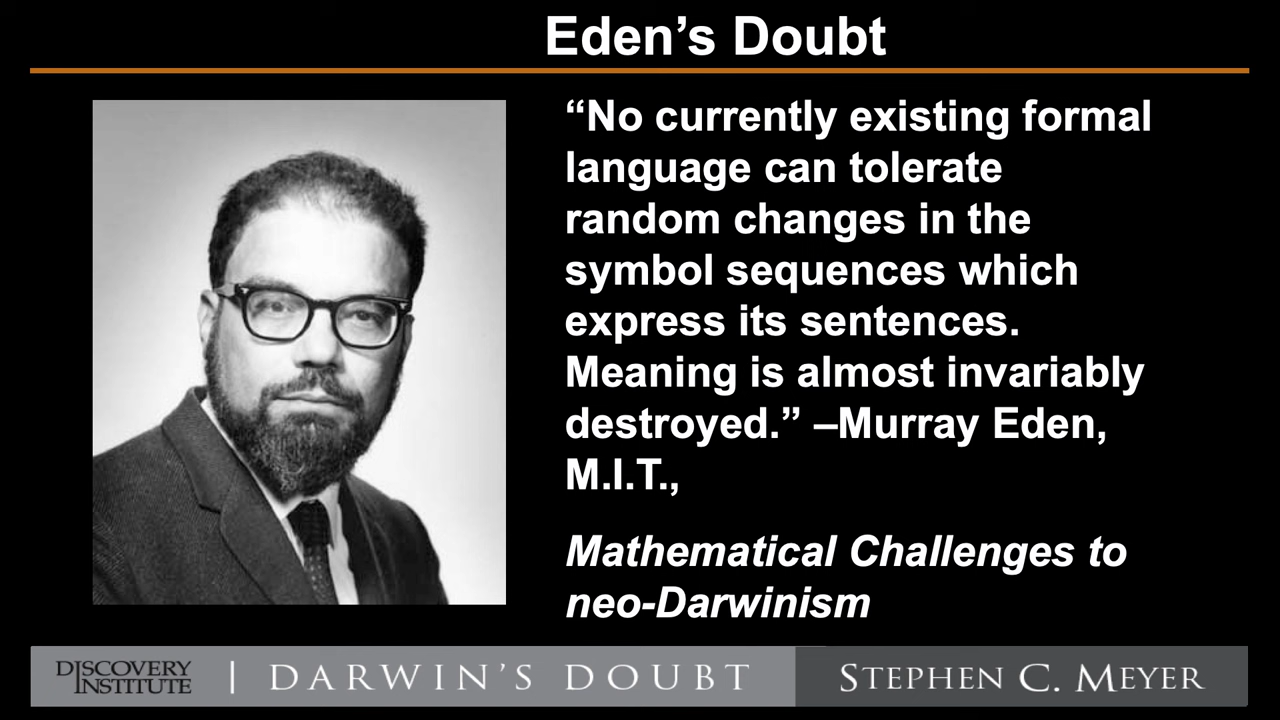 Eden’s Doubt
“No currently existing formal
language can tolerate
random changes in the
symbol sequences which
express its sentences.
Meaning is almost invariably
destroyed.” –Murray Eden,
M.I.T.,
Mathematical Challenges to
neo-Darwinism
DISCOVERY
INSTITUTE
| DARWIN’S DOUBT
STEPHEN C. MEYER